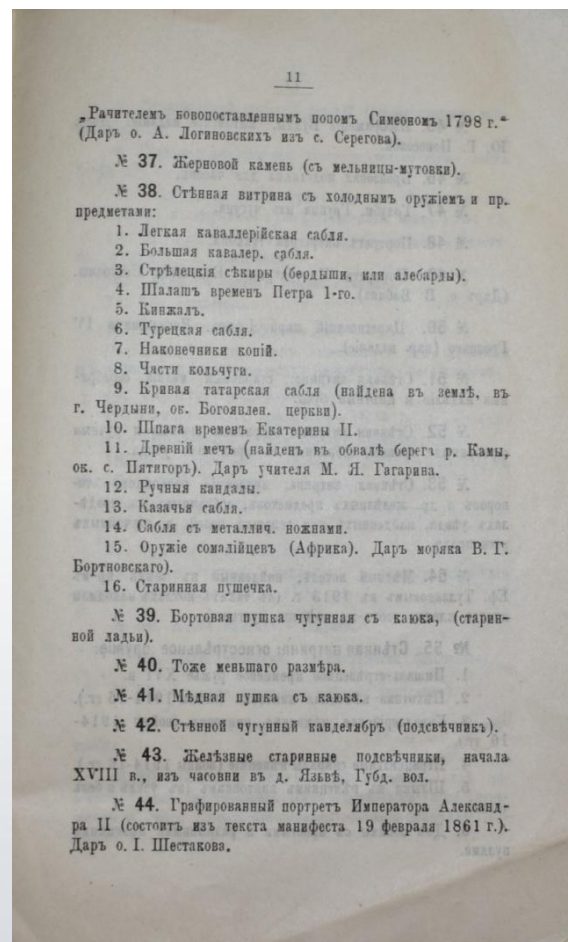 11
„Рачителемъ новопоставленнымъ попомъ Симеономъ 1798 г.“
(Даръ о. А. Логиновскихъ изъ с. Серегова).
№ 37. Жерновой камень (съ мельницы-мутовки).
№ 38. Стѣнная витрина съ холоднымъ оружіемъ и пр.
предметами:
1. Легкая каваллерійская сабля.
2. Большая кавалер. сабля.
3. Стрѣлецкія сѣкиры (бердыши, или алебарды).
4. Шалашъ временъ Петра 1-го.
5. Кинжалъ.
6. Турецкая сабля.
7. Наконечники копій.
8. Части кольчуги.
9. Кривая татарская сабля (найдена въ землѣ, въ
г. Чердыни, ок. Богоявлен. церкви).
10. Шпага временъ Екатерины II.
11. Древній мечъ (найденъ въ обвалѣ берега р. Камы,
ок. с. Пятигоръ). Даръ учителя М. Я. Гагарина.
12. Ручныя кандалы.
13. Казачья сабля.
14. Сабля съ металлич. ножнами.
15. Оружіе сомалійцевъ (Африка). Даръ моряка В. Г.
Бортновскаго).
16. Старинная пушечка.
№ 39. Бортовая пушка чугунная съ каюка, (старин-
ной ладьи).
№ 40. Тоже меньшаго размѣра.
№ 41. Мѣдная пушка съ каюка.
№ 42. Стѣнной чугунный канделябръ (подсвѣчникъ).
№ 43. Желѣзные старинные подсвѣчники, начала
XVIII в., изъ часовни въ д. Язьвѣ, Губд. вол.
№ 44. Графированный портретъ Императора Александ-
ра II (состоитъ изъ текста манифеста 19 февраля 1861 г.).
Даръ о. І. Шестакова.